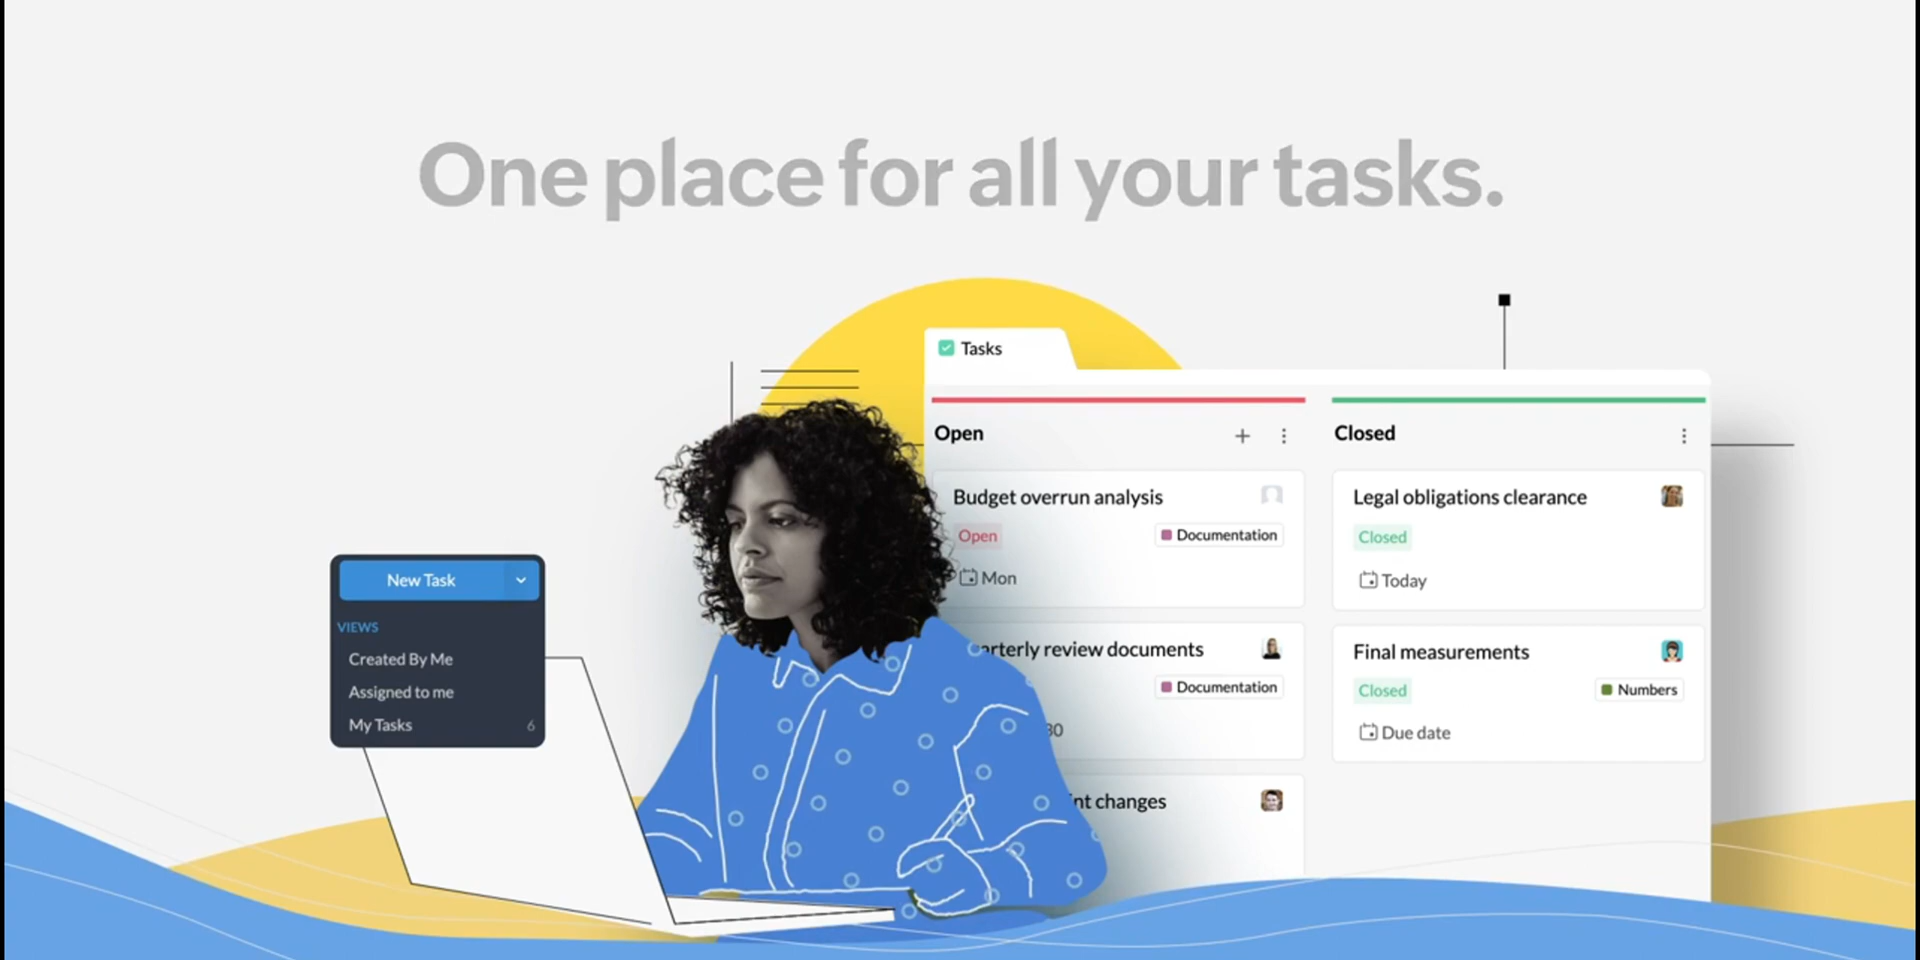 One place for all your tasks.
Tasks
Open
Closed
Budget overrun analysis
Open
Documentation
Mon
Legal obligations clearance
Closed
Today
New Task
VIEWS
Created By Me
Assigned to me
My Tasks 6
review documents
Documentation
Final measurements
Closed
Numbers
Due date
changes